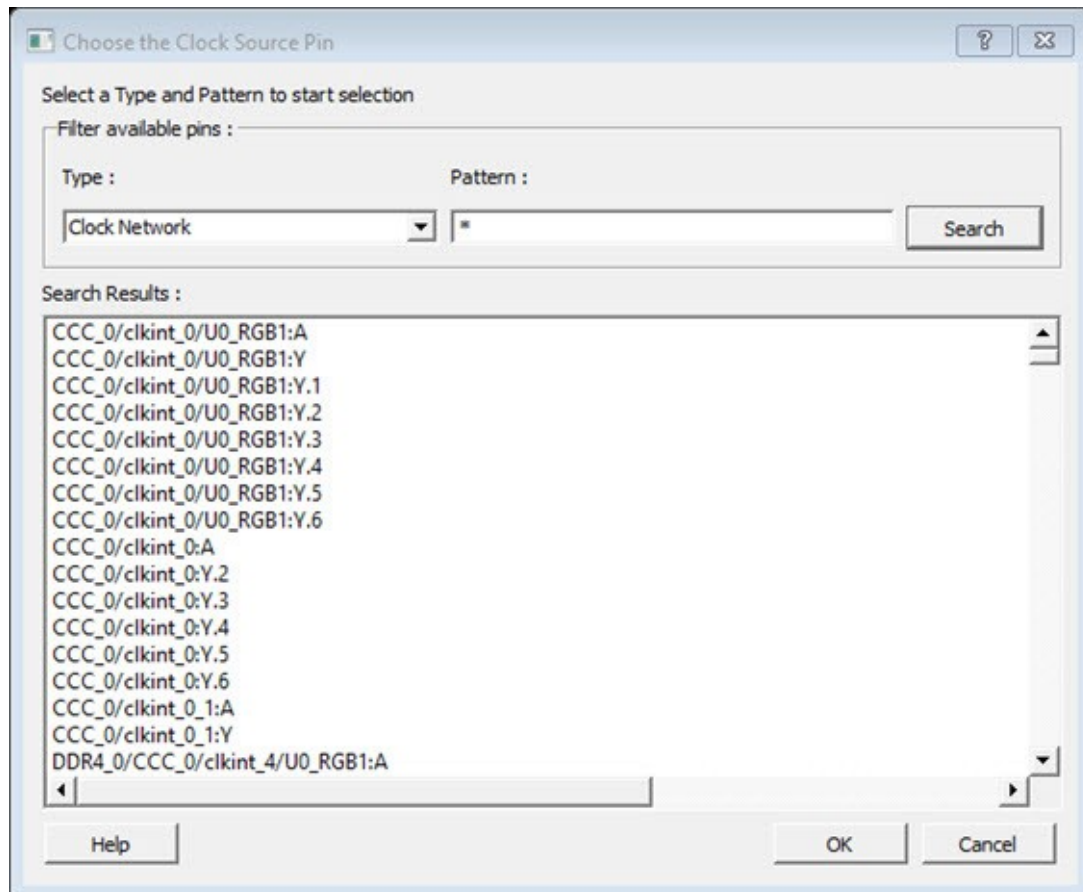 Choose the Clock Source Pin
Select a Type and Pattern to start selection
Filter available pins :
Type :
Pattern :
Clock Network
*
Search
Search Results :
CCC_0/clkint_0/U0_RGB1:A
CCC_0/clkint_0/U0_RGB1:Y
CCC_0/clkint_0/U0_RGB1:Y.1
CCC_0/clkint_0/U0_RGB1:Y.2
CCC_0/clkint_0/U0_RGB1:Y.3
CCC_0/clkint_0/U0_RGB1:Y.4
CCC_0/clkint_0/U0_RGB1:Y.5
CCC_0/clkint_0/U0_RGB1:Y.6
CCC_0/clkint_0:A
CCC_0/clkint_0:Y.2
CCC_0/clkint_0:Y.3
CCC_0/clkint_0:Y.4
CCC_0/clkint_0:Y.5
CCC_0/clkint_0:Y.6
CCC_0/clkint_0_1:A
CCC_0/clkint_0_1:Y
DDR4_0/CCC_0/clkint_4/U0_RGB1:A
Help
OK
Cancel